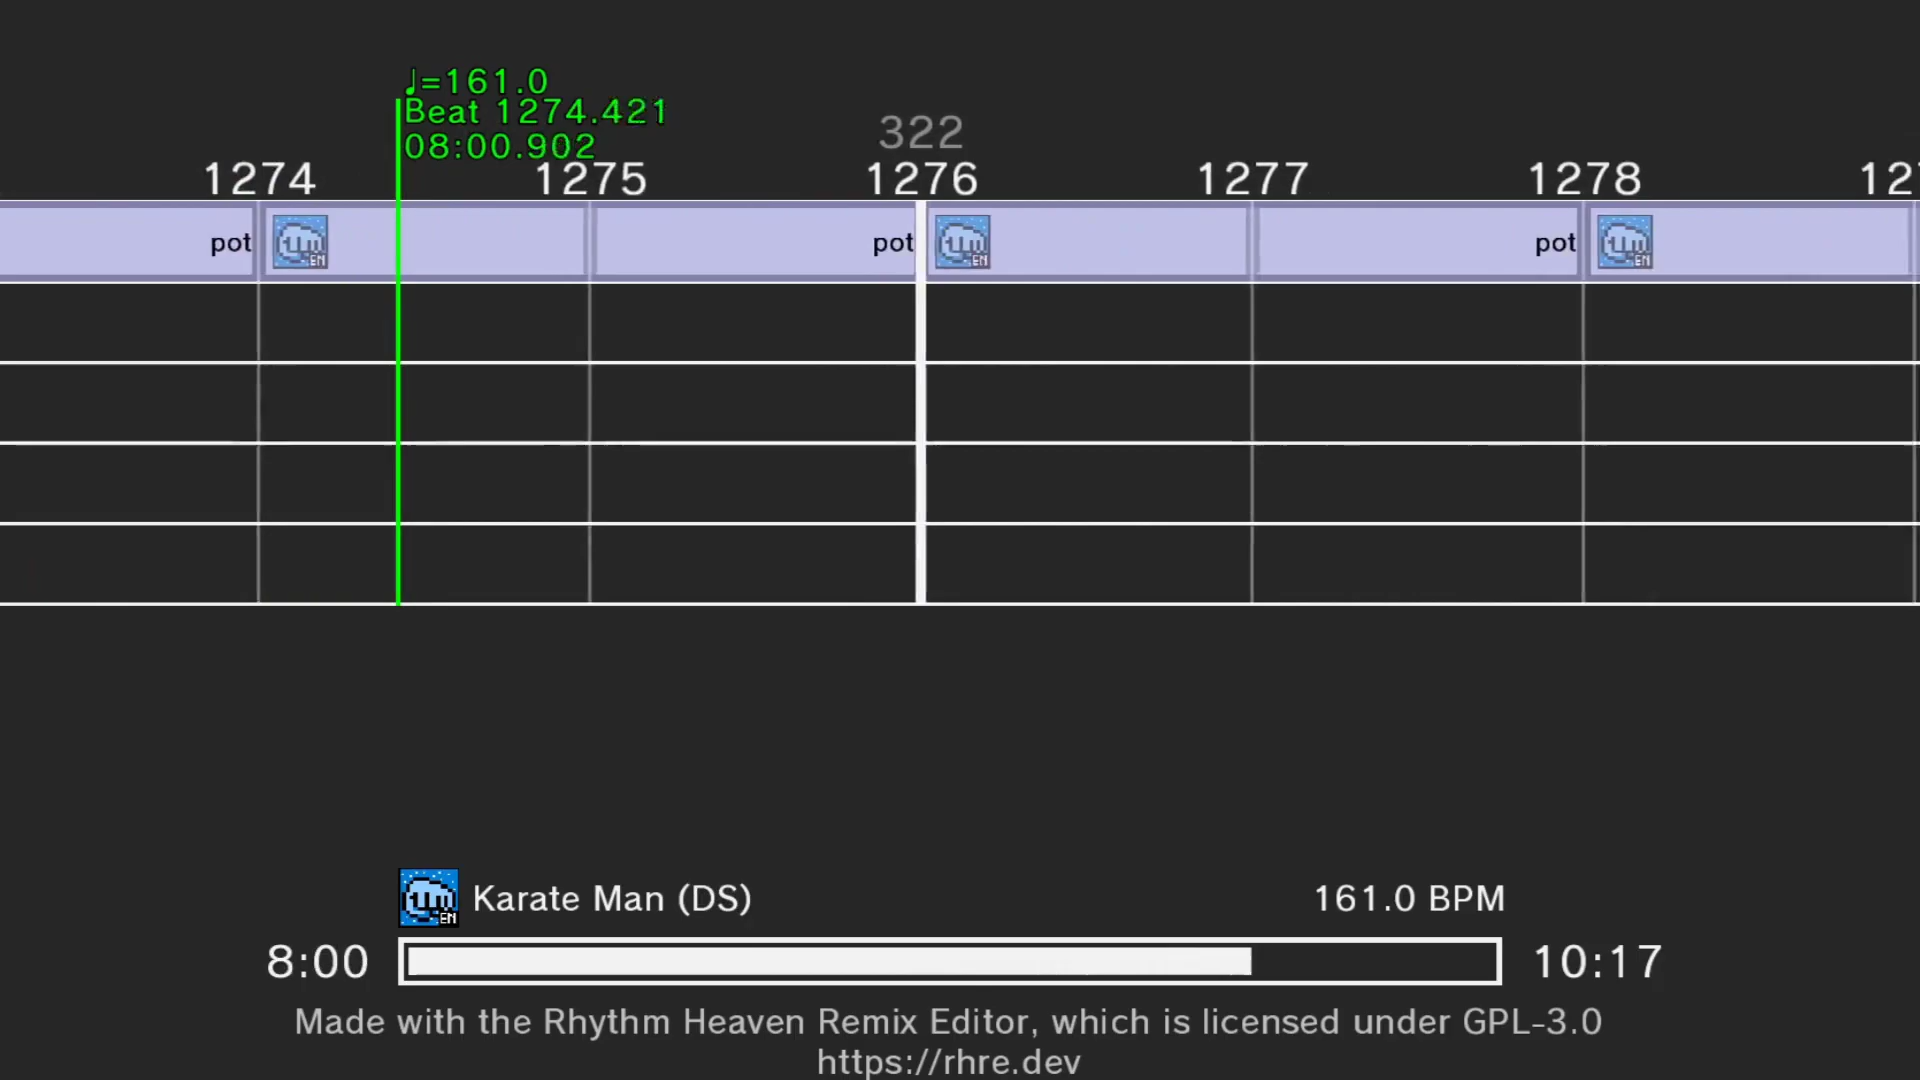 ♩=161.0
Beat 1274.421
08:00.902
322
1274 1275 1276 1277 1278 127
pot EN pot EN pot EN
EN Karate Man (DS) 161.0 BPM
8:00 10:17
Made with the Rhythm Heaven Remix Editor, which is licensed under GPL-3.0
https://rhre.dev